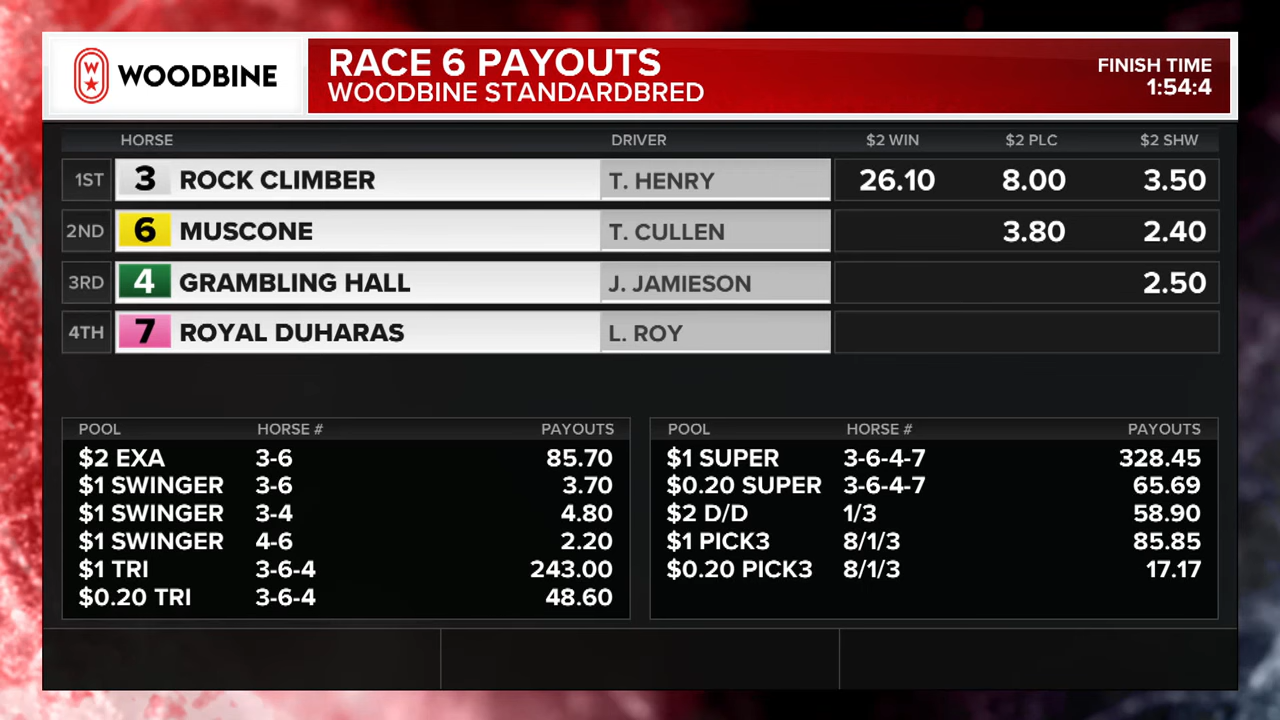 W
WOODBINE
RACE 6 PAYOUTS
WOODBINE STANDARDBRED
FINISH TIME
1:54:4
HORSE DRIVER $2 WIN $2 PLC $2 SHW
1ST 3 ROCK CLIMBER T. HENRY 26.10 8.00 3.50
2ND 6 MUSCONE T. CULLEN 3.80 2.40
3RD 4 GRAMBLING HALL J. JAMIESON 2.50
4TH 7 ROYAL DUHARAS L. ROY
POOL HORSE # PAYOUTS
$2 EXA 3-6 85.70
$1 SWINGER 3-6 3.70
$1 SWINGER 3-4 4.80
$1 SWINGER 4-6 2.20
$1 TRI 3-6-4 243.00
$0.20 TRI 3-6-4 48.60
POOL HORSE # PAYOUTS
$1 SUPER 3-6-4-7 328.45
$0.20 SUPER 3-6-4-7 65.69
$2 D/D 1/3 58.90
$1 PICK3 8/1/3 85.85
$0.20 PICK3 8/1/3 17.17